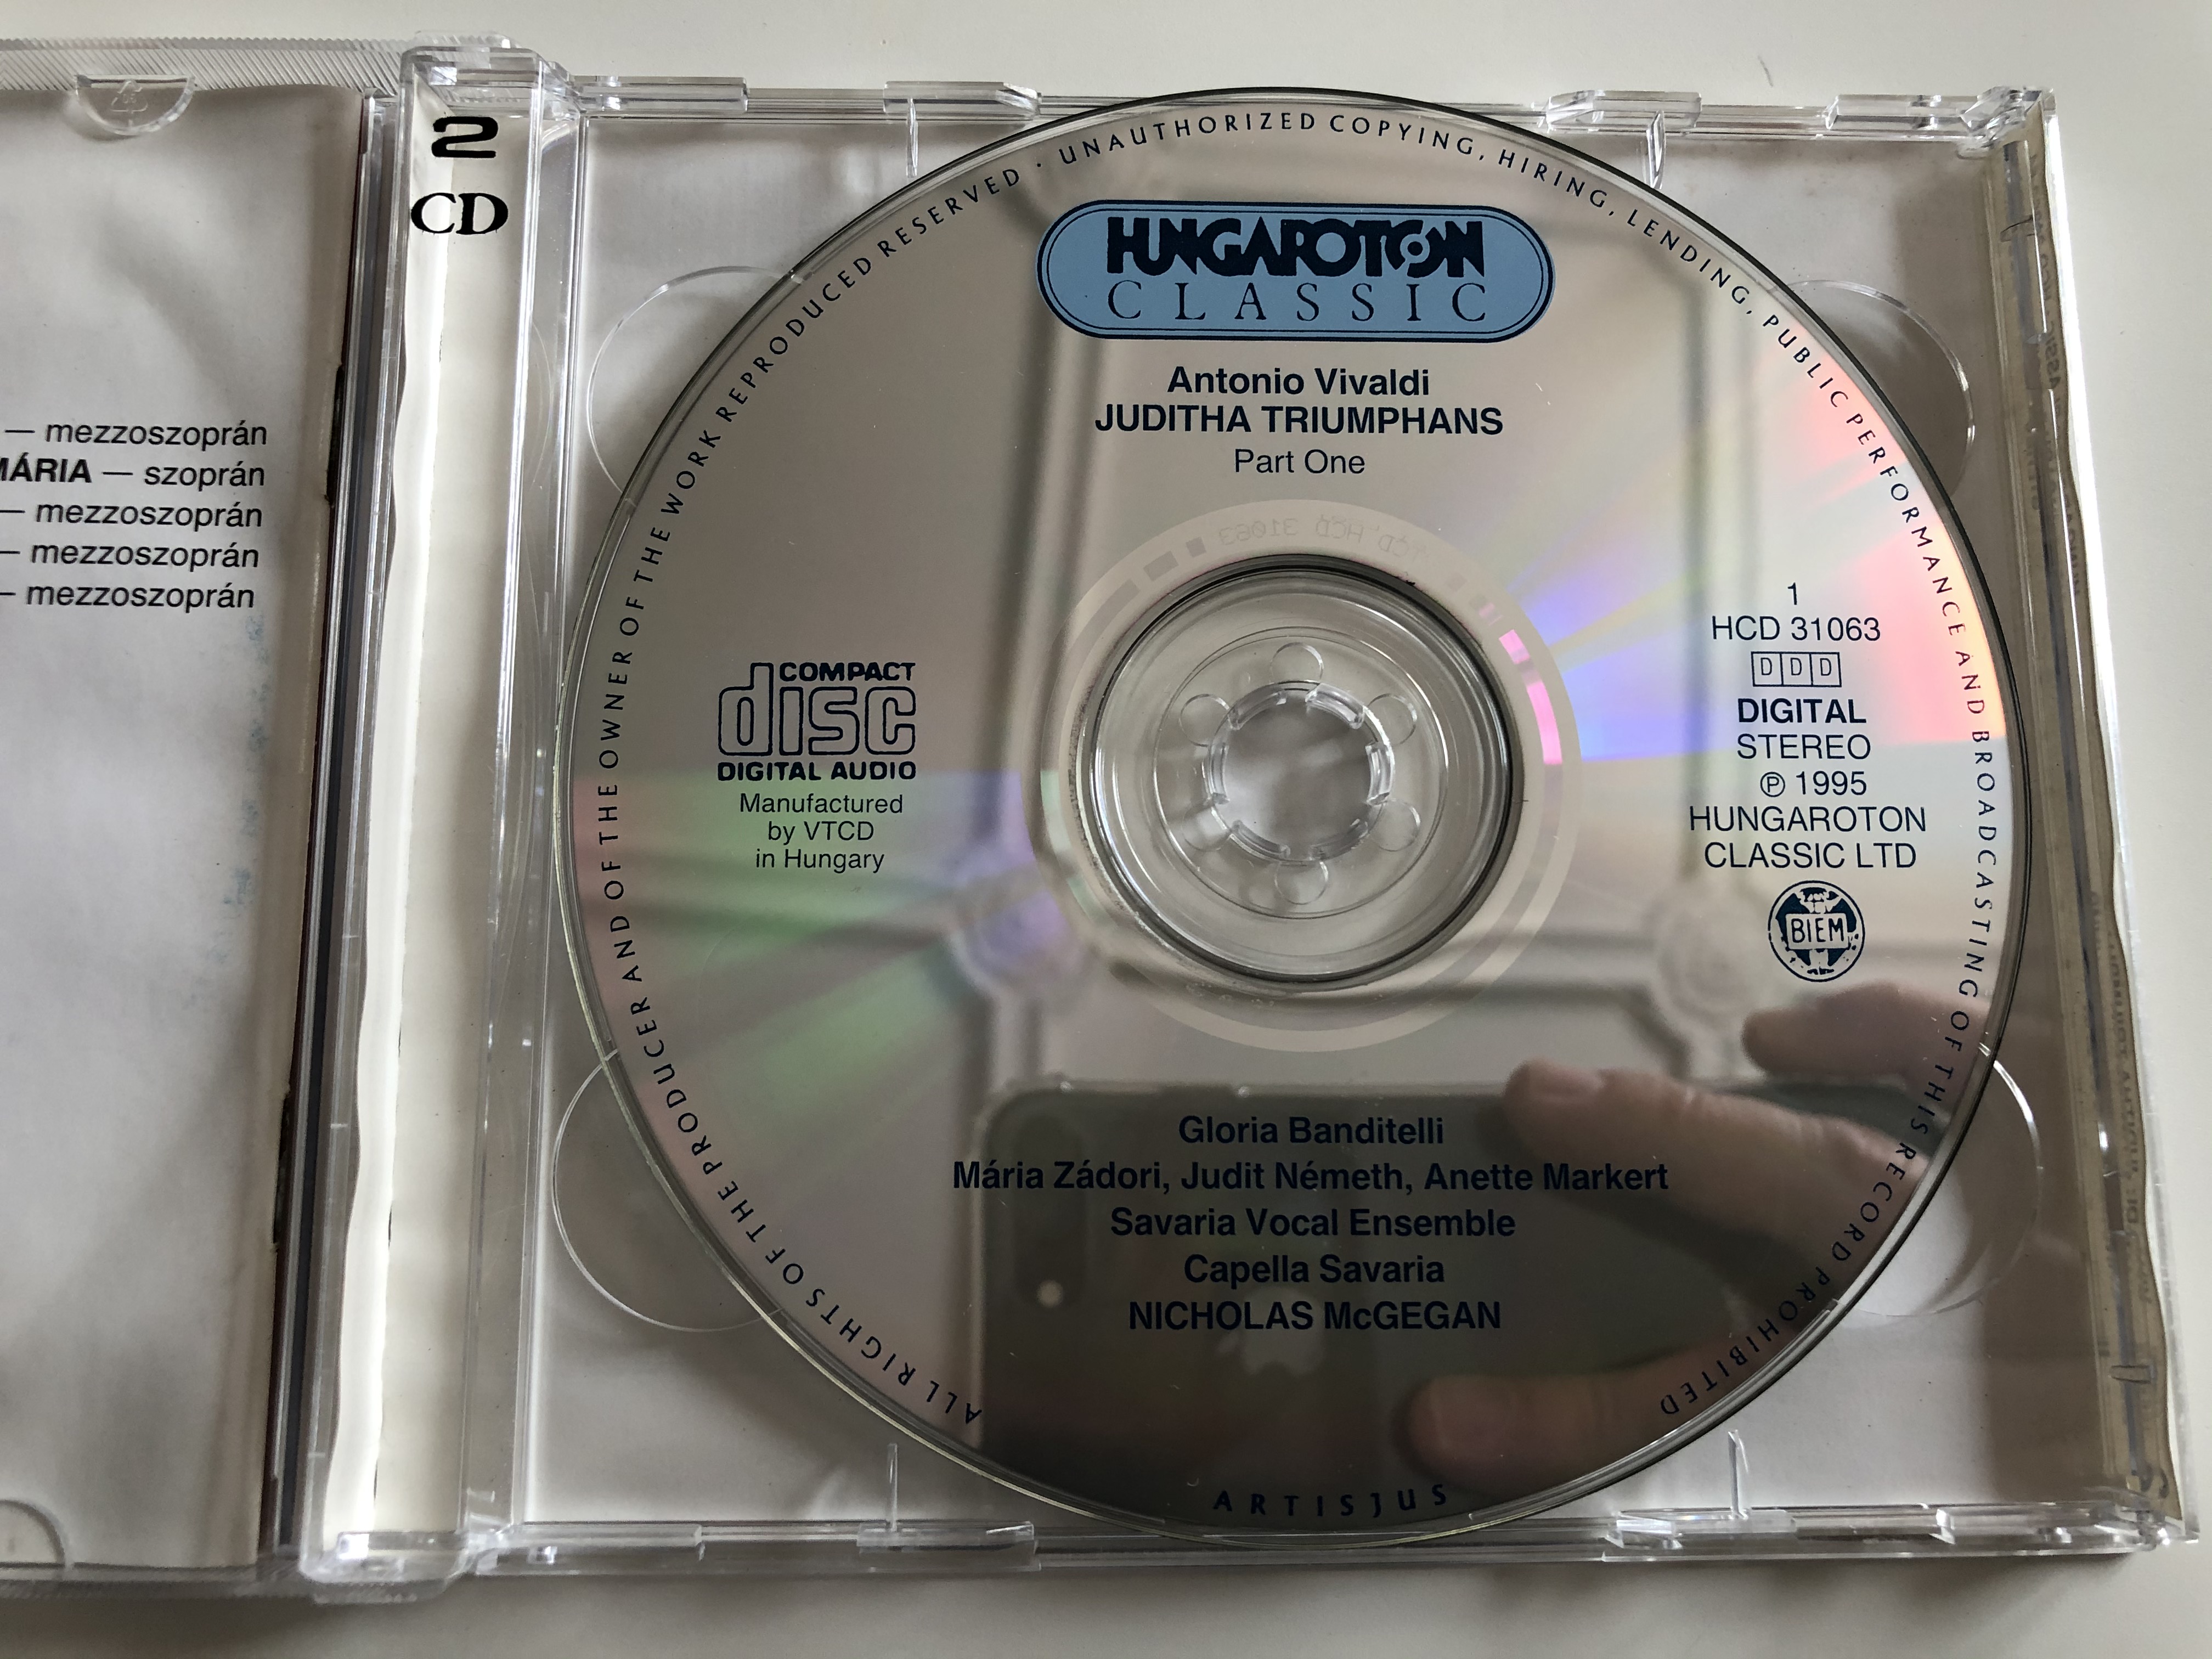 2
CD
— mezzoszoprán
MÁRIA — szoprán
— mezzoszoprán
— mezzoszoprán
— mezzoszoprán
ALL RIGHTS OF THE PRODUCER AND OF THE OWNER OF THE WORK REPRODUCED RESERVED · UNAUTHORIZED COPYING, HIRING, LENDING, PUBLIC PERFORMANCE AND BROADCASTING OF THIS RECORD PROHIBITED
HUNGAROTON
CLASSIC
Antonio Vivaldi
JUDITHA TRIUMPHANS
Part One
HCD 31063
COMPACT
disc
DIGITAL AUDIO
Manufactured
by VTCD
in Hungary
1
HCD 31063
DDD
DIGITAL
STEREO
℗ 1995
HUNGAROTON
CLASSIC LTD
BIEM
Gloria Banditelli
Mária Zádori, Judit Németh, Anette Markert
Savaria Vocal Ensemble
Capella Savaria
NICHOLAS McGEGAN
ARTISJUS